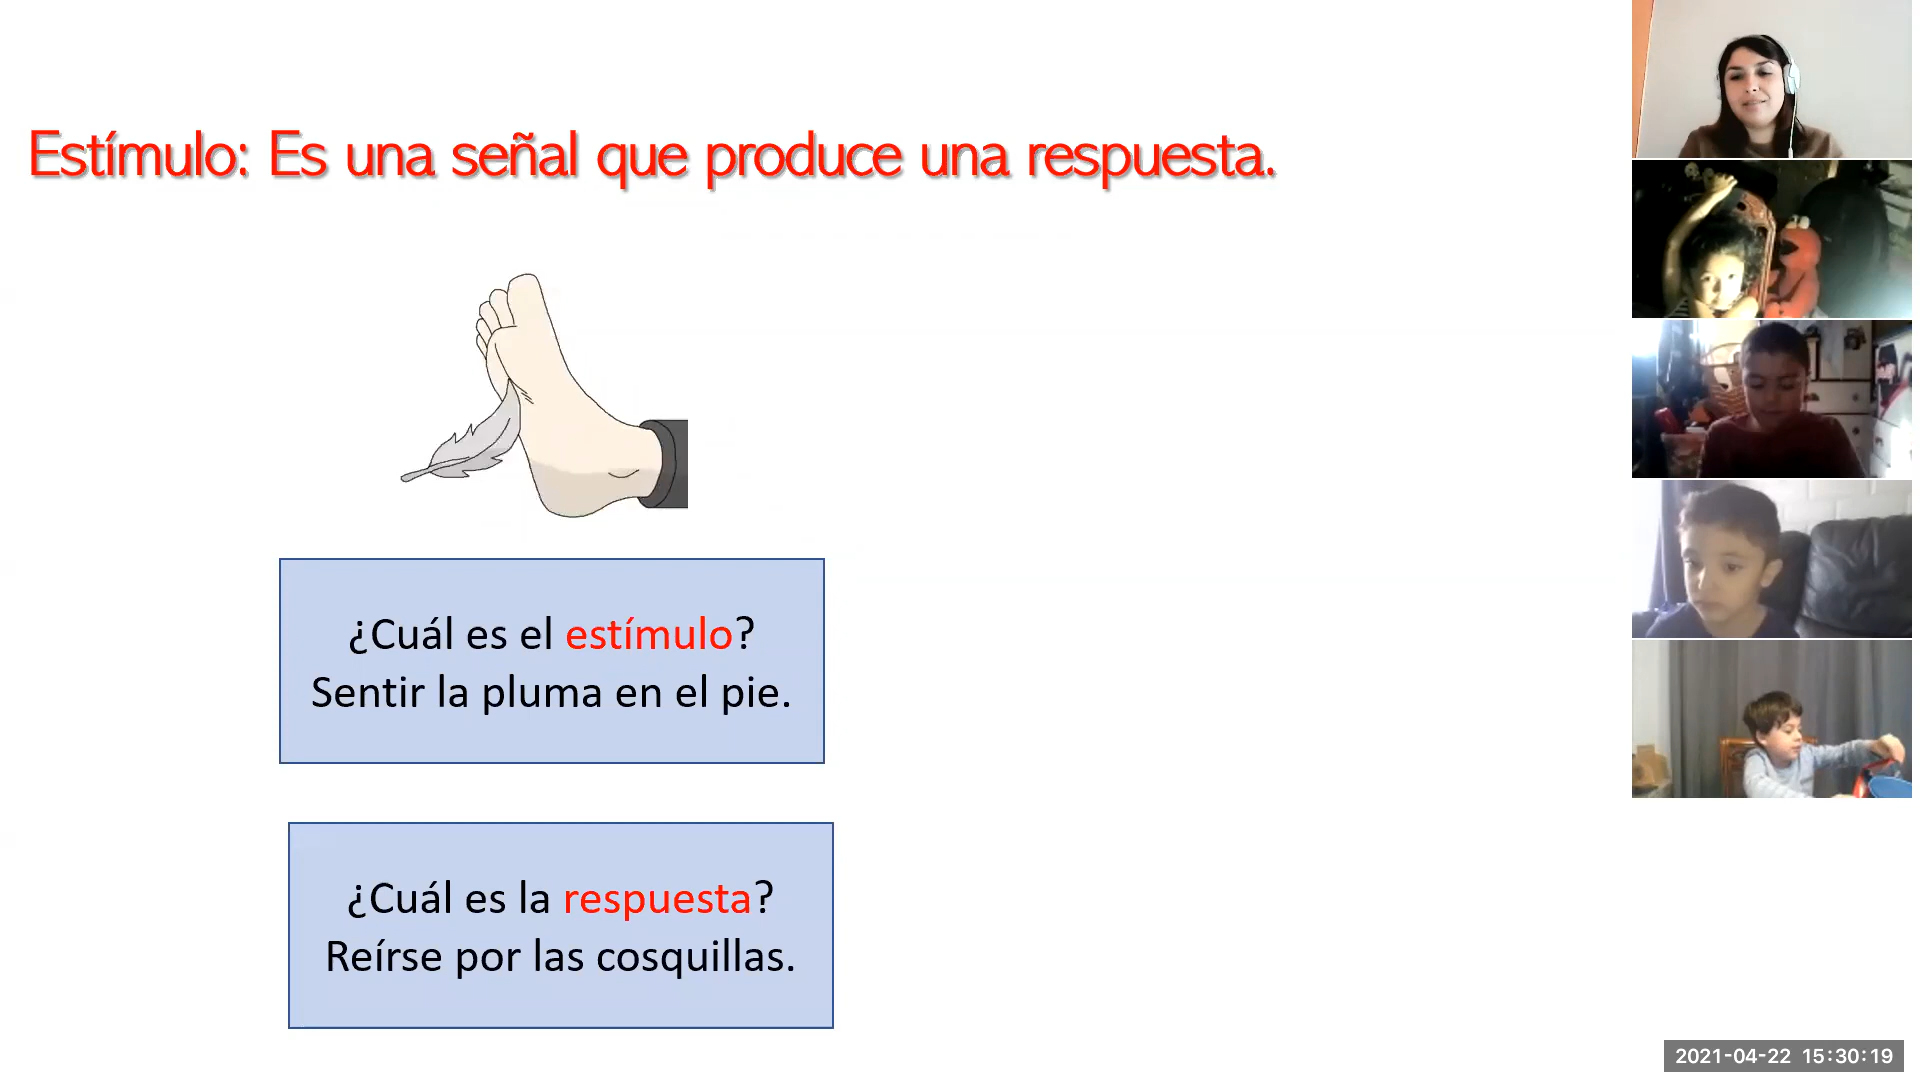 Estímulo: Es una señal que produce una respuesta.
¿Cuál es el estímulo?
Sentir la pluma en el pie.
¿Cuál es la respuesta?
Reírse por las cosquillas.
2021-04-22 15:30:19